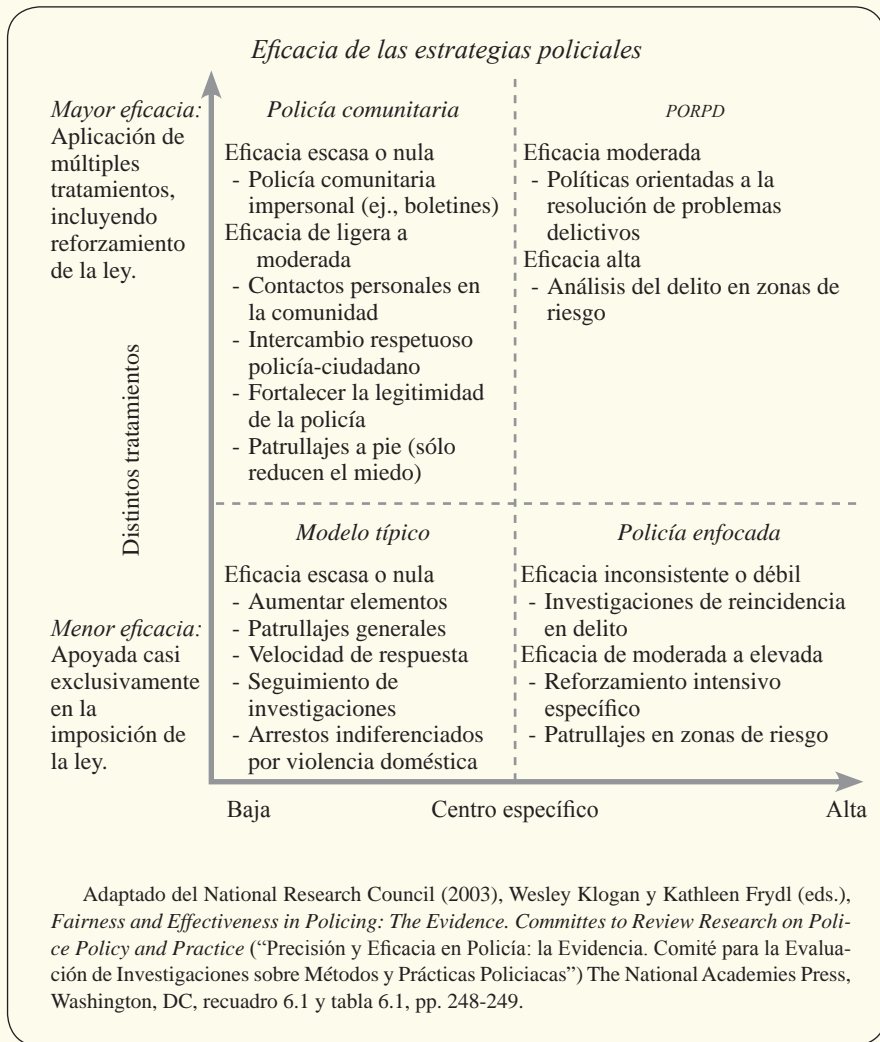 Eficacia de las estrategias policiales
Mayor eficacia:
Aplicación de
múltiples
tratamientos,
incluyendo
reforzamiento
de la ley.
Distintos tratamientos
Menor eficacia:
Apoyada casi
exclusivamente
en la
imposición de
la ley.
Policía comunitaria
Eficacia escasa o nula
- Policía comunitaria
impersonal (ej., boletines)
Eficacia de ligera a
moderada
- Contactos personales en
la comunidad
- Intercambio respetuoso
policía-ciudadano
- Fortalecer la legitimidad
de la policía
- Patrullajes a pie (sólo
reducen el miedo)
PORPD
Eficacia moderada
- Políticas orientadas a la
resolución de problemas
delictivos
Eficacia alta
- Análisis del delito en zonas de
riesgo
Modelo típico
Eficacia escasa o nula
- Aumentar elementos
- Patrullajes generales
- Velocidad de respuesta
- Seguimiento de
investigaciones
- Arrestos indiferenciados
por violencia doméstica
Policía enfocada
Eficacia inconsistente o débil
- Investigaciones de reincidencia
en delito
Eficacia de moderada a elevada
- Reforzamiento intensivo
específico
- Patrullajes en zonas de riesgo
Baja Centro específico Alta
Adaptado del National Research Council (2003), Wesley Klogan y Kathleen Frydl (eds.),
Fairness and Effectiveness in Policing: The Evidence. Committes to Review Research on Poli-
ce Policy and Practice (“Precisión y Eficacia en Policía: la Evidencia. Comité para la Evalua-
ción de Investigaciones sobre Métodos y Prácticas Policiacas”) The National Academies Press,
Washington, DC, recuadro 6.1 y tabla 6.1, pp. 248-249.